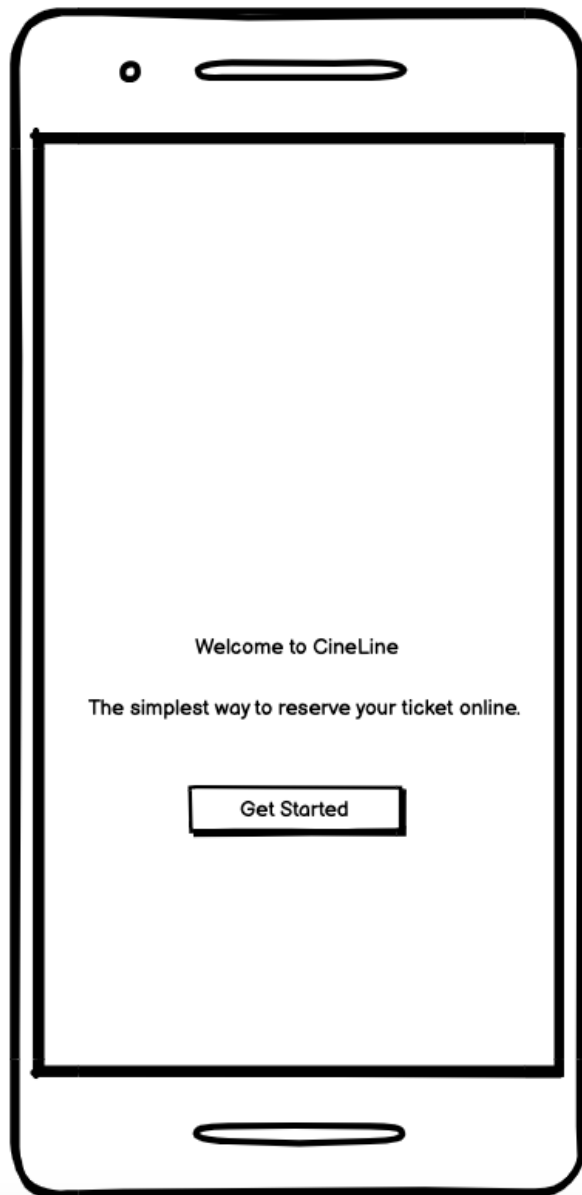 Welcome to CineLine
The simplest way to reserve your ticket online.
Get Started